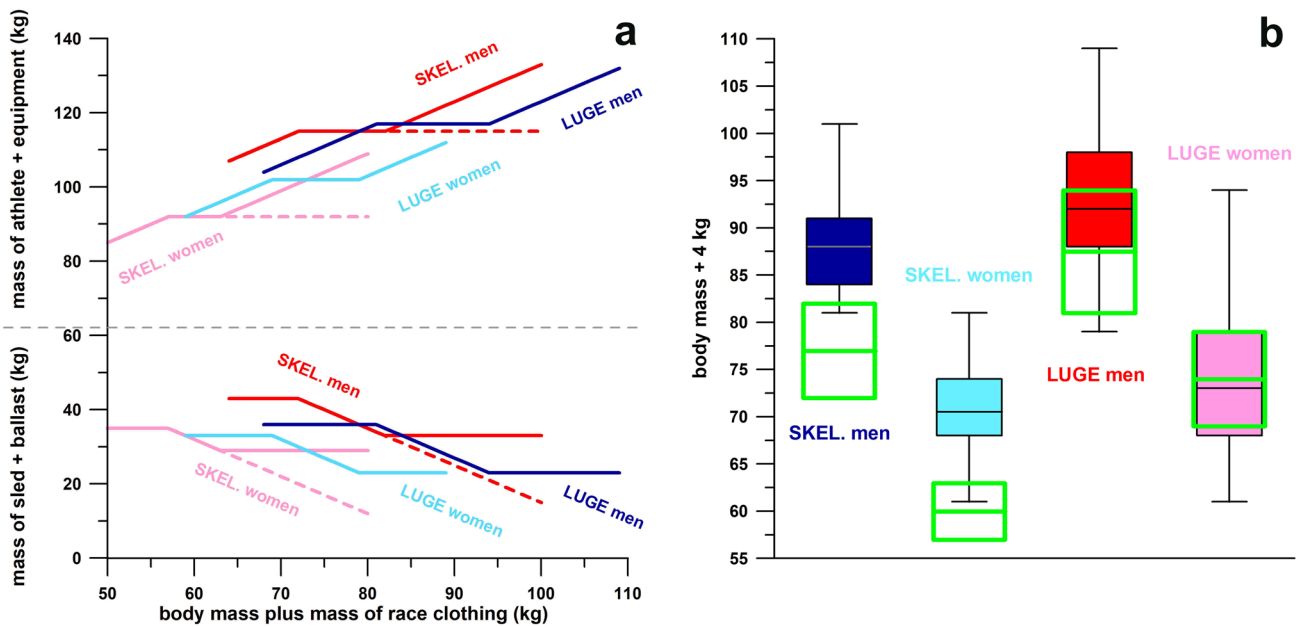 a
mass of athlete + equipment (kg)
140
120
100
80
SKEL. men
LUGE men
LUGE women
SKEL. women
mass of sled + ballast (kg)
60
40
20
0
SKEL. men
SKEL. women
LUGE women
LUGE men
50 60 70 80 90 100 110
body mass plus mass of race clothing (kg)
b
body mass + 4 kg
110
105
100
95
90
85
80
75
70
65
60
55
LUGE women
SKEL. women
LUGE men
SKEL. men